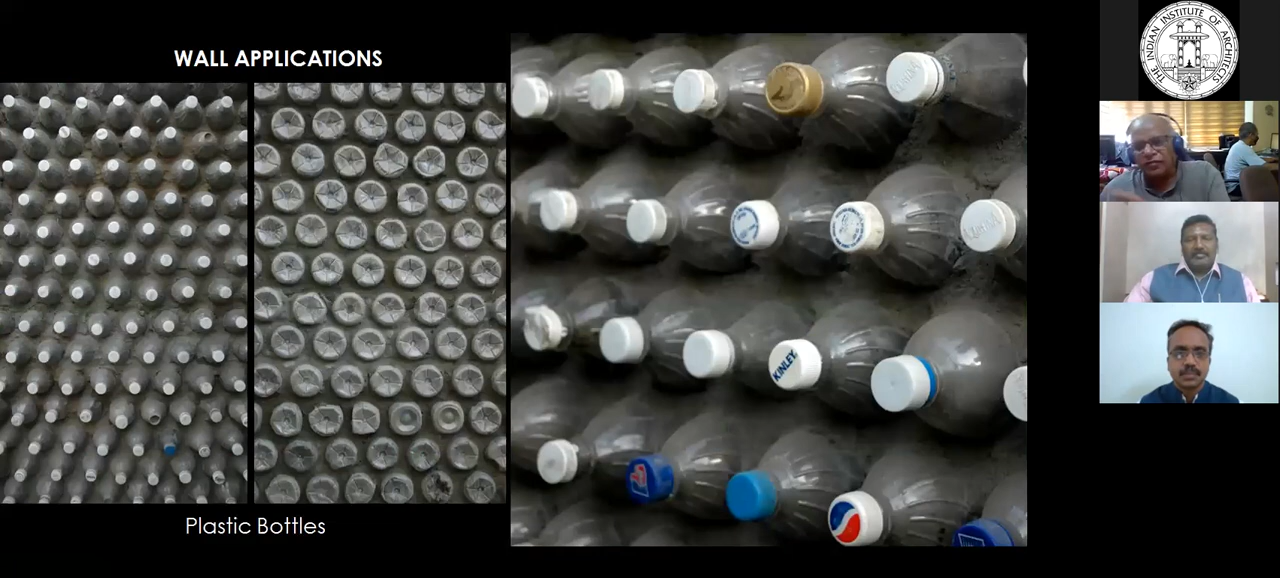 WALL APPLICATIONS
Plastic Bottles
KINLEY
THE INDIAN INSTITUTE OF ARCHITECTS